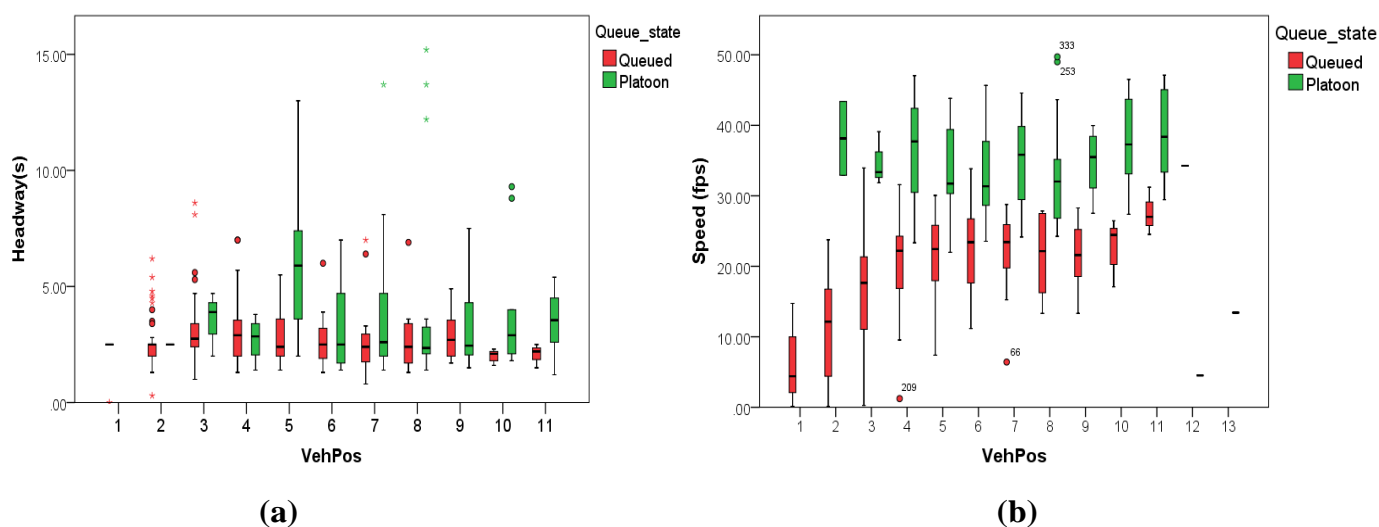 Queue_state
Queued
Platoon
15.00
10.00
5.00
.00
Headway(s)
1 2 3 4 5 6 7 8 9 10 11
VehPos
(a)
Queue_state
Queued
Platoon
50.00
40.00
30.00
20.00
10.00
.00
Speed (fps)
333
253
66
209
1 2 3 4 5 6 7 8 9 10 11 12 13
VehPos
(b)